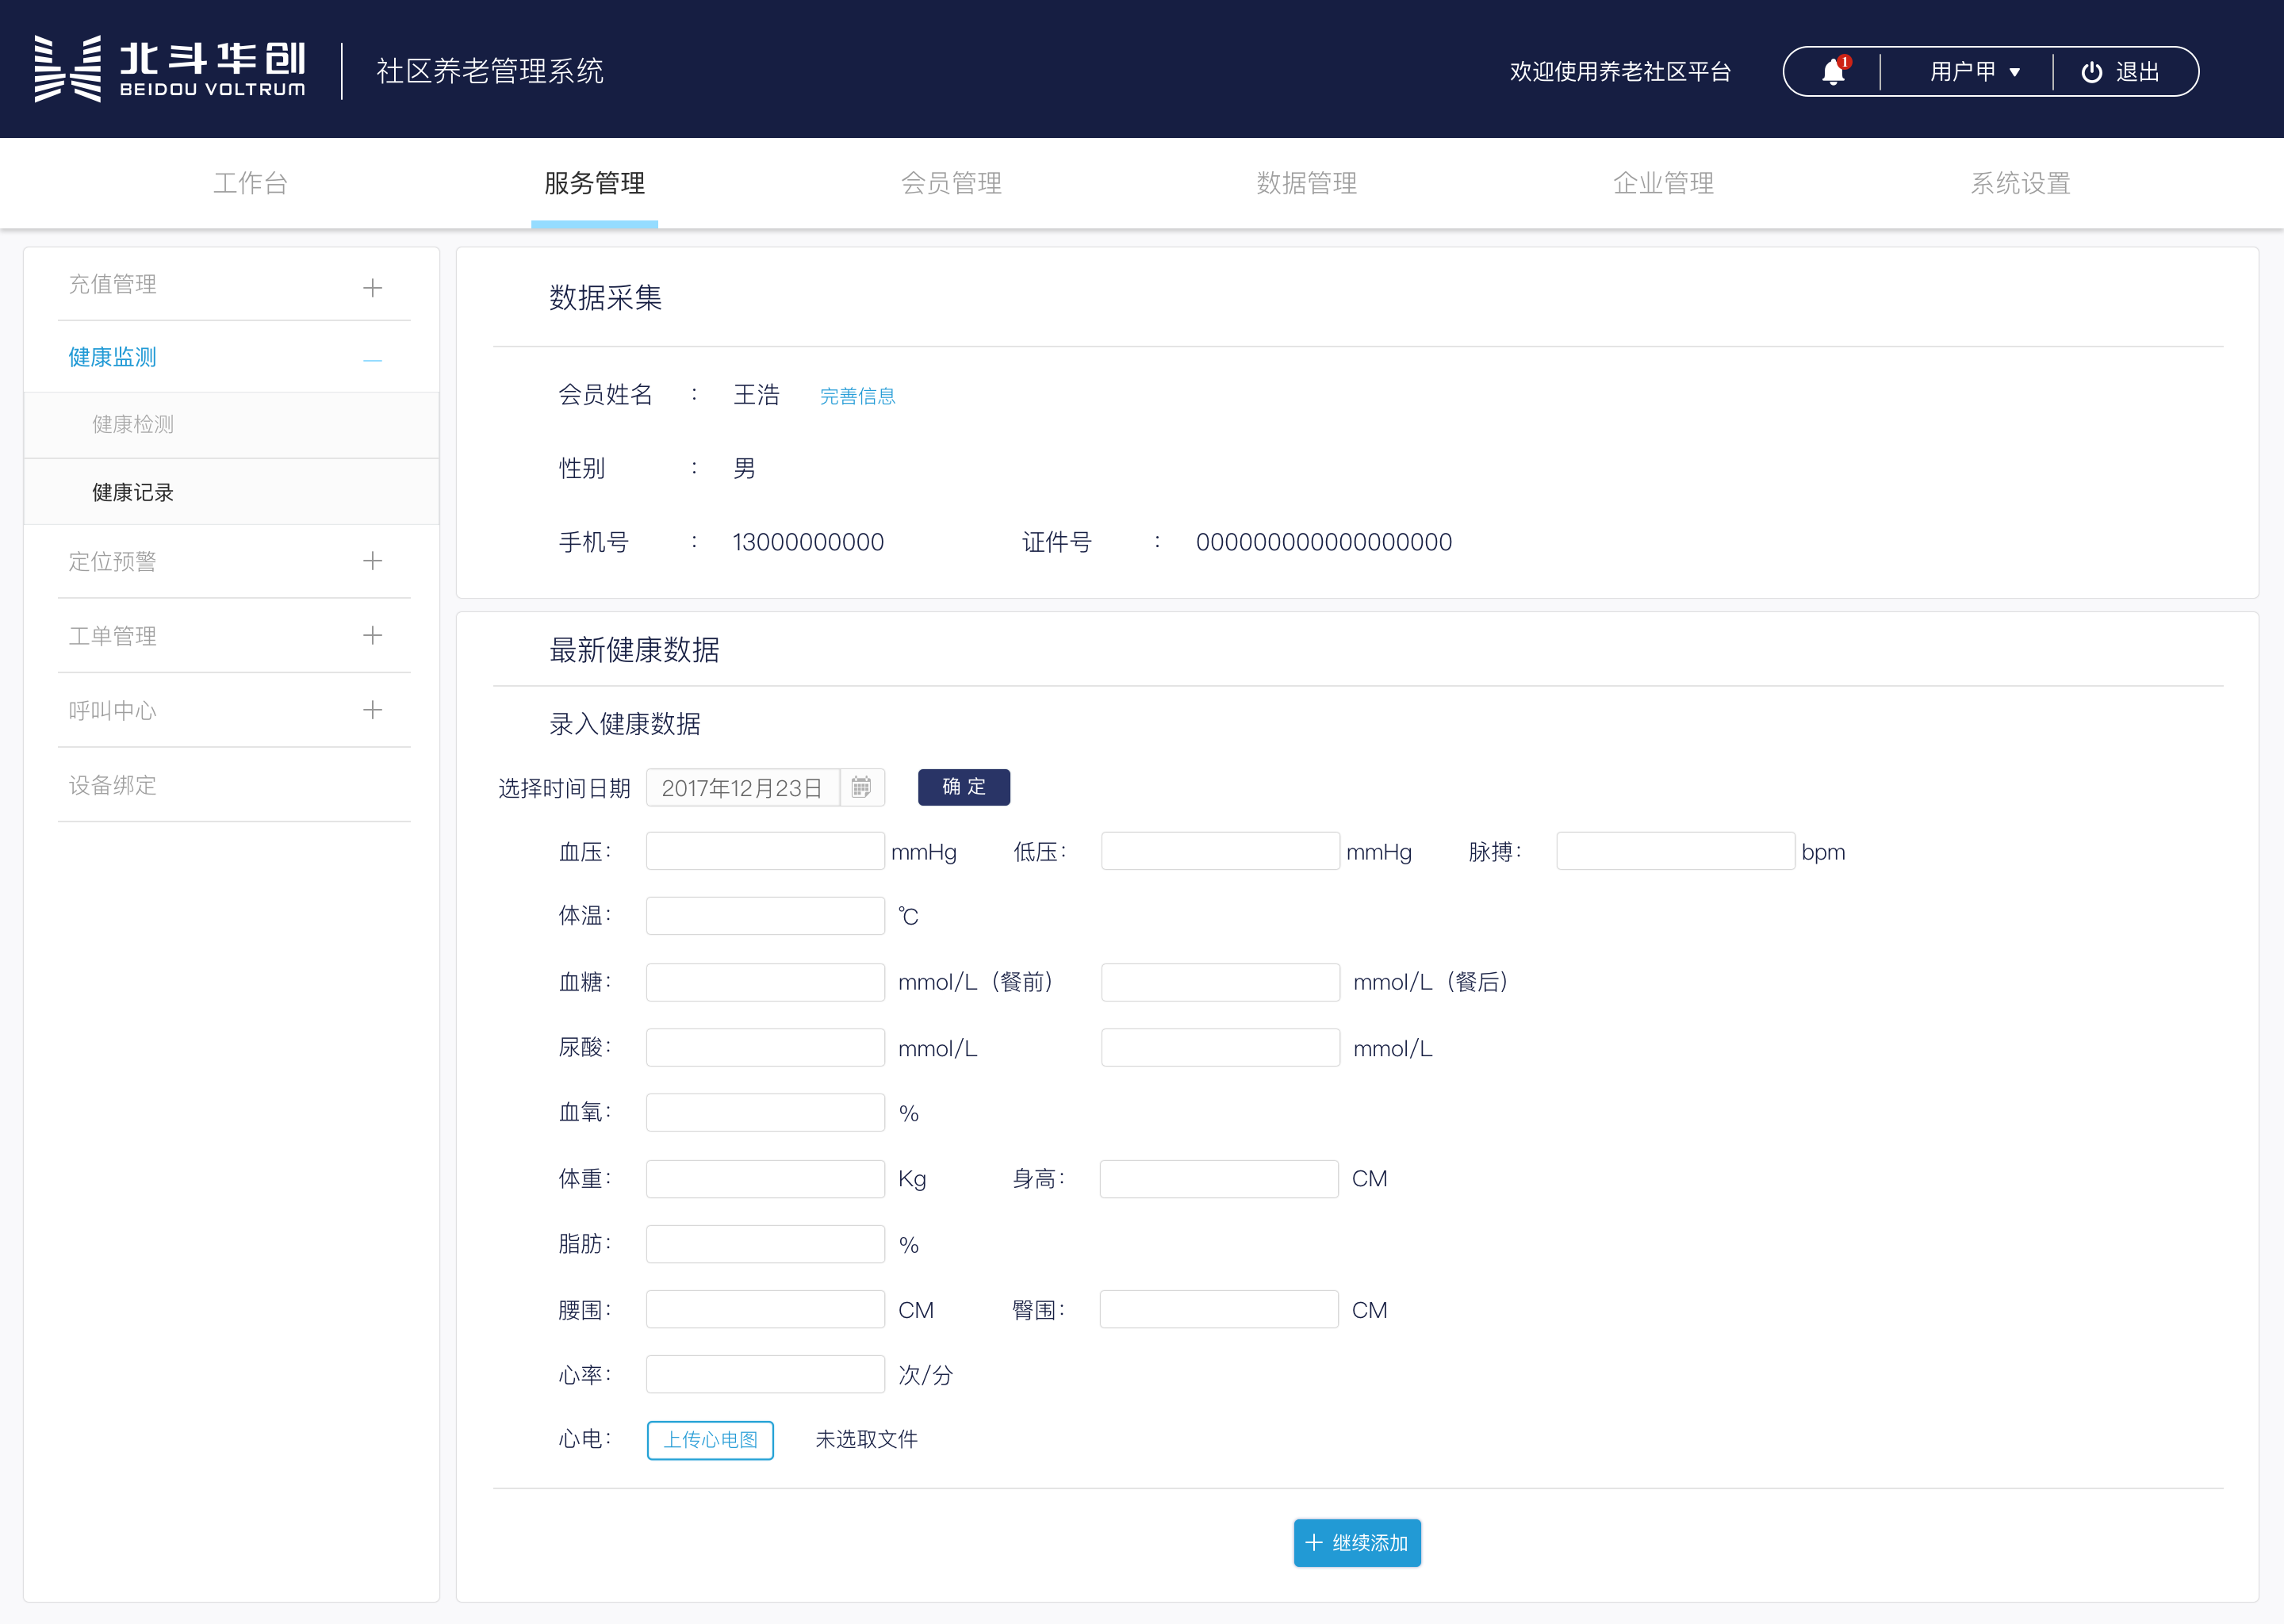 北斗华创
BEIDOU VOLTRUM
社区养老管理系统
欢迎使用养老社区平台
1
用户甲
退出
工作台 服务管理 会员管理 数据管理 企业管理 系统设置
充值管理
健康监测
健康检测
健康记录
定位预警
工单管理
呼叫中心
设备绑定
数据采集
会员姓名 : 王浩 完善信息
性别 : 男
手机号 : 13000000000 证件号 : 000000000000000000
最新健康数据
录入健康数据
选择时间日期 2017年12月23日 确 定
血压: mmHg 低压: mmHg 脉搏: bpm
体温: ℃
血糖: mmol/L（餐前） mmol/L（餐后）
尿酸: mmol/L mmol/L
血氧: %
体重: Kg 身高: CM
脂肪: %
腰围: CM 臀围: CM
心率: 次/分
心电: 上传心电图 未选取文件
+ 继续添加